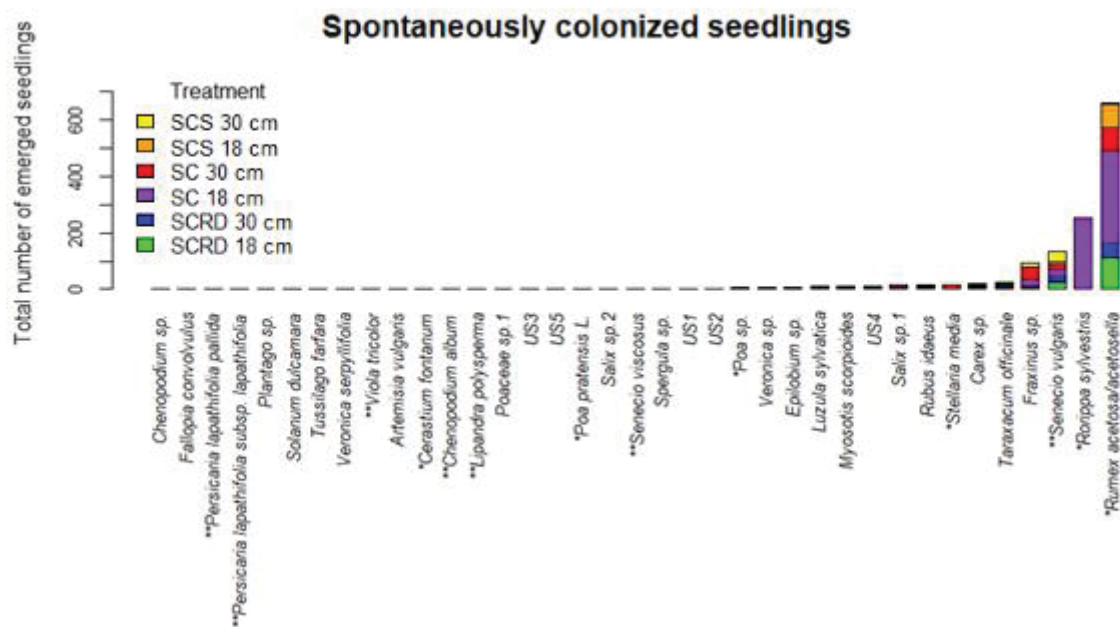 Spontaneously colonized seedlings
Total number of emerged seedlings
0
200
400
600
Treatment
SCS 30 cm
SCS 18 cm
SC 30 cm
SC 18 cm
SCRD 30 cm
SCRD 18 cm
Chenopodium sp.
Fallopia convolvulus
**Persicaria lapathifolia pallida
**Persicaria lapathifolia subsp. lapathifolia
Plantago sp.
Solanum dulcamara
Tussilago farfara
Veronica serpyllifolia
**Viola tricolor
Artemisia vulgaris
*Cerastium fontanum
**Chenopodium album
**Lipandra polysperma
Poaceae sp.1
US3
US5
*Poa pratensis L.
Salix sp.2
**Senecio viscosus
Spergula sp.
US1
US2
*Poa sp.
Veronica sp.
Epilobium sp.
Luzula sylvatica
Myosotis scorpioides
US4
Salix sp.1
Rubus idaeus
*Stellaria media
Carex sp.
Taraxacum officinale
Fraxinus sp.
**Senecio vulgaris
*Rorippa sylvestris
*Rumex acetosa/acetosella